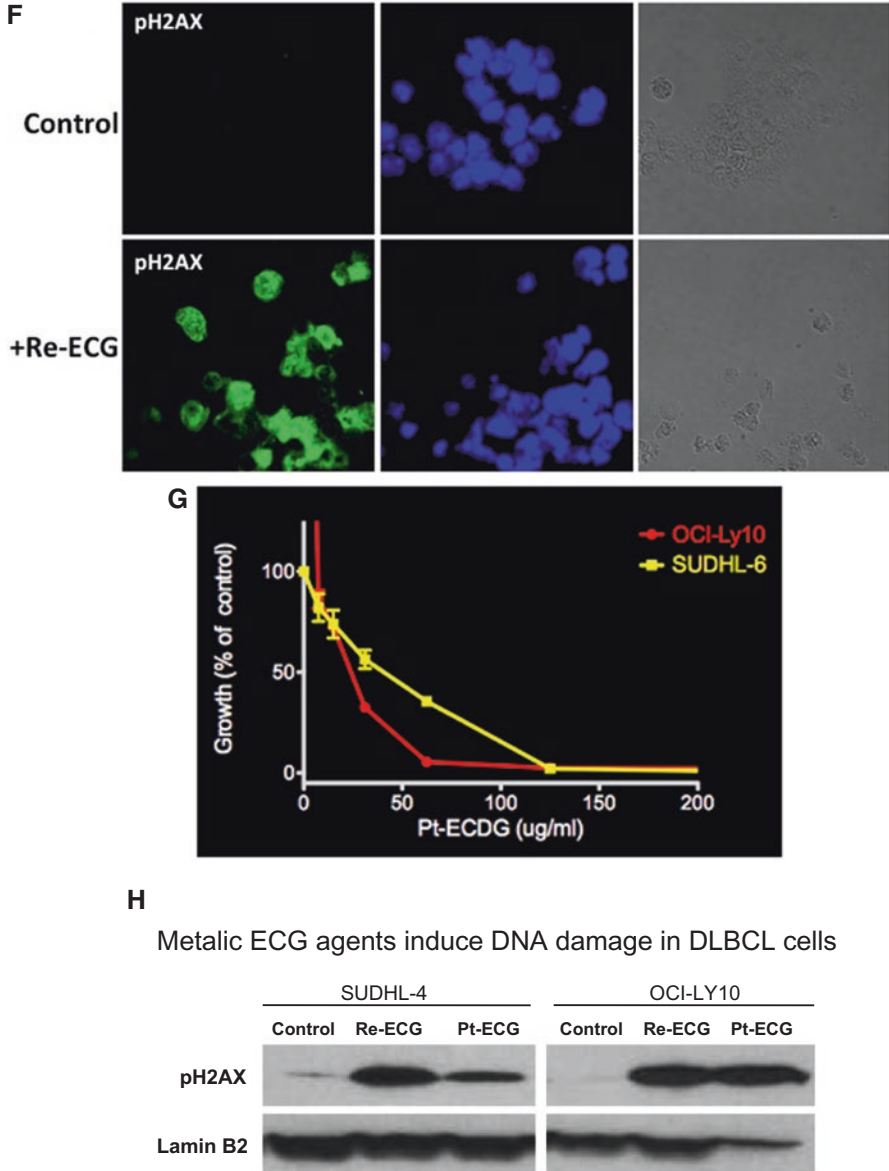 F
pH2AX
Control
pH2AX
+Re-ECG
G
OCI-Ly10
SUDHL-6
Growth (% of control)
100
50
0
0 50 100 150 200
Pt-ECDG (ug/ml)
H
Metalic ECG agents induce DNA damage in DLBCL cells
SUDHL-4 OCI-LY10
Control Re-ECG Pt-ECG Control Re-ECG Pt-ECG
pH2AX
Lamin B2